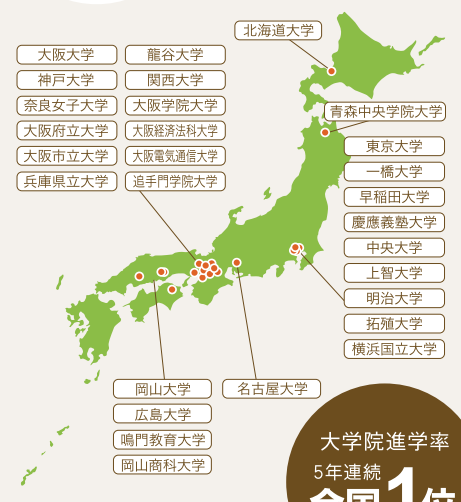 北海道大学
大阪大学
龍谷大学
神戸大学
関西大学
奈良女子大学
大阪学院大学
大阪府立大学
大阪経済法科大学
大阪市立大学
大阪電気通信大学
兵庫県立大学
追手門学院大学
青森中央学院大学
東京大学
一橋大学
早稲田大学
慶應義塾大学
中央大学
上智大学
明治大学
拓殖大学
横浜国立大学
岡山大学
名古屋大学
広島大学
鳴門教育大学
岡山商科大学
大学院進学率
5年連続
全国1位